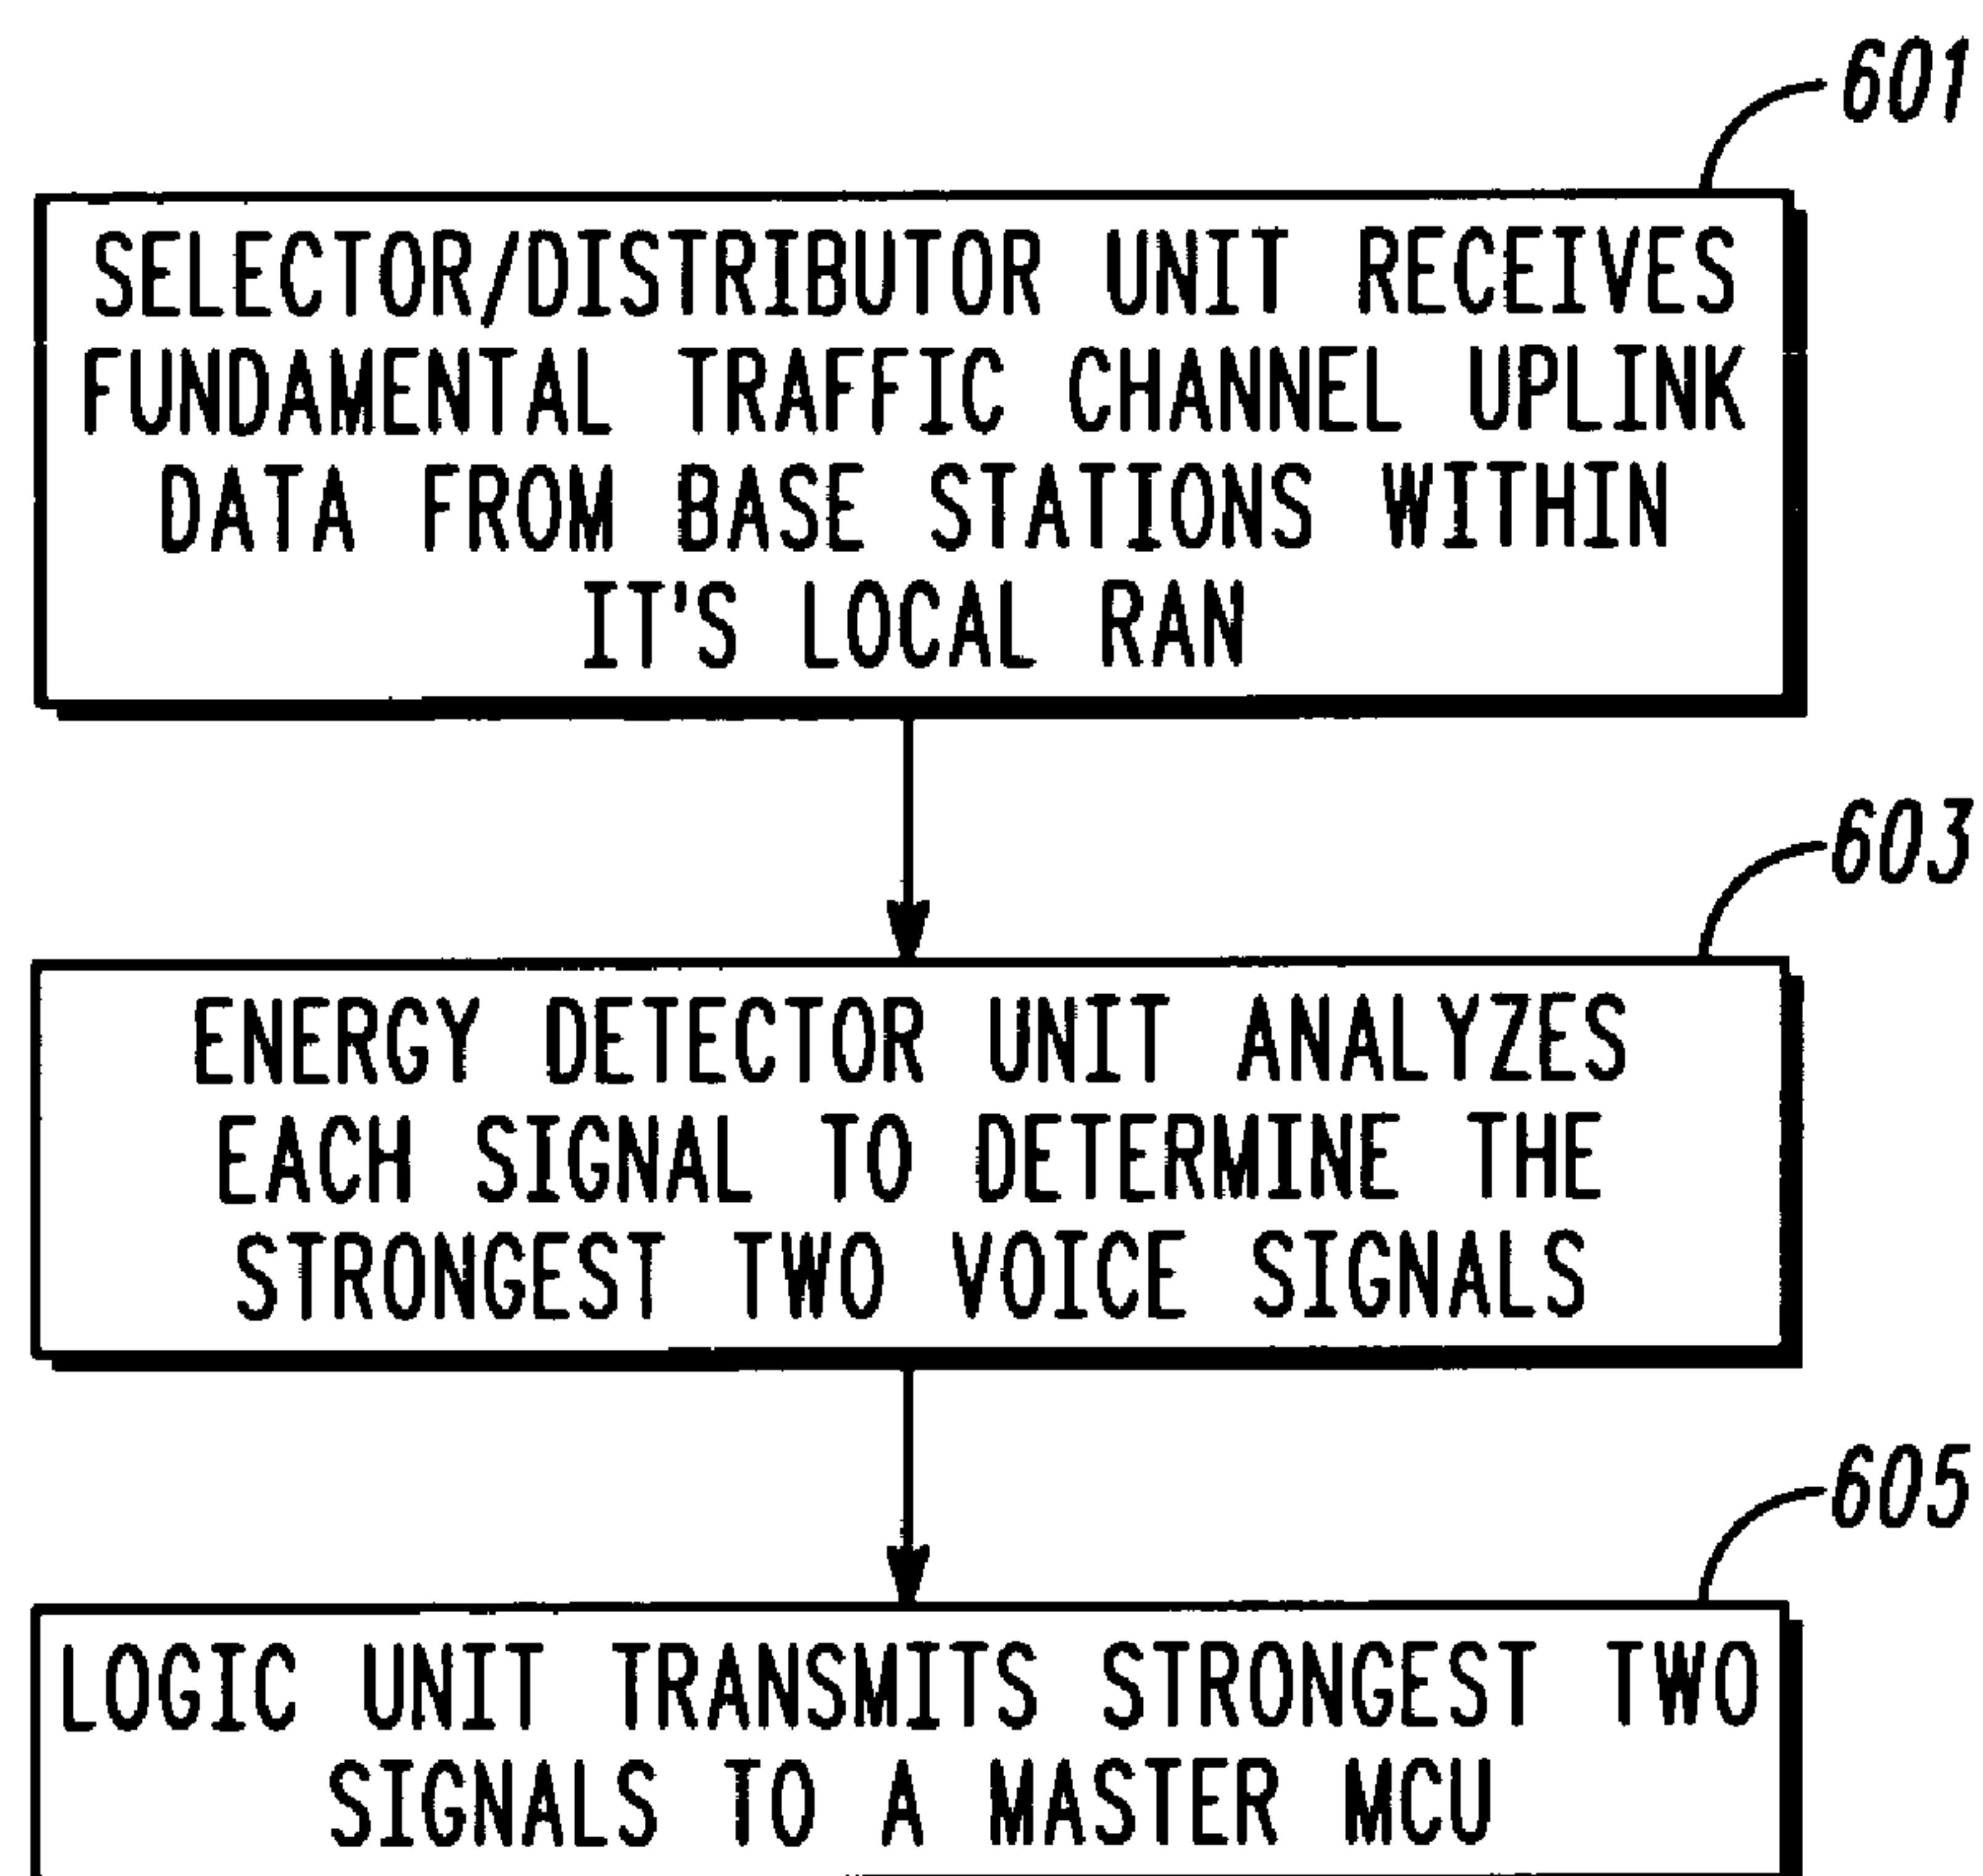 601
SELECTOR/DISTRIBUTOR UNIT RECEIVES
FUNDAMENTAL TRAFFIC CHANNEL UPLINK
DATA FROM BASE STATIONS WITHIN
IT'S LOCAL RAN
603
ENERGY DETECTOR UNIT ANALYZES
EACH SIGNAL TO DETERMINE THE
STRONGEST TWO VOICE SIGNALS
605
LOGIC UNIT TRANSMITS STRONGEST TWO
SIGNALS TO A MASTER MCU